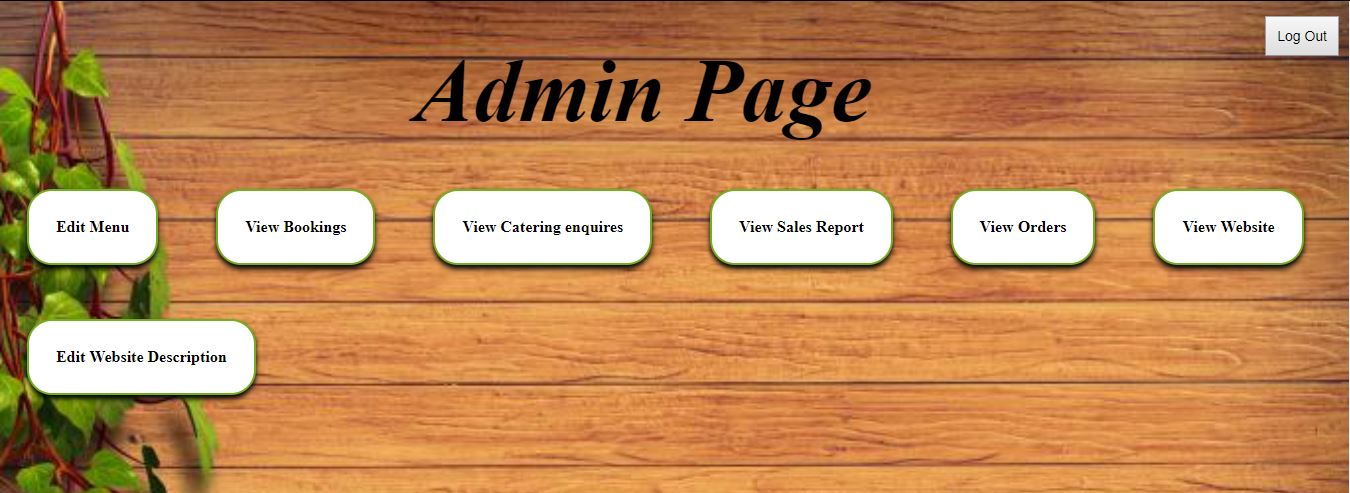 Log Out
Admin Page
Edit Menu
View Bookings
View Catering enquires
View Sales Report
View Orders
View Website
Edit Website Description